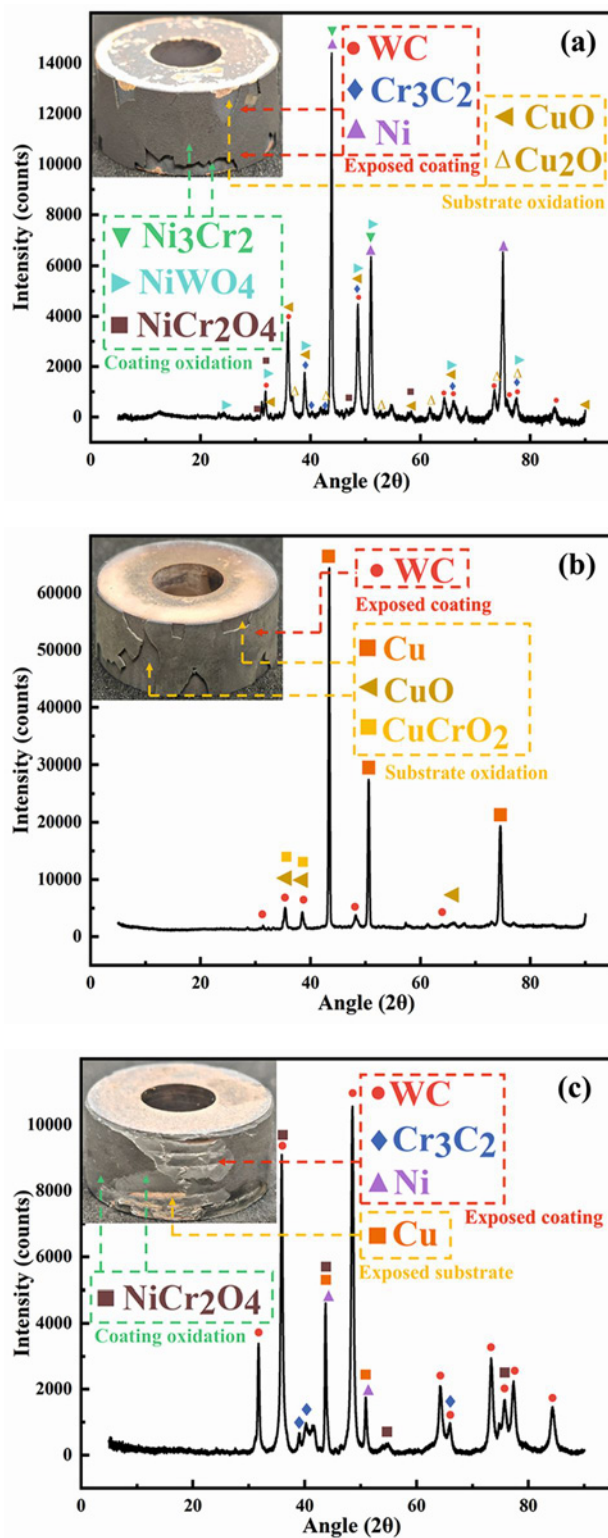 (a)
WC
Cr3C2
Ni
Exposed coating
CuO
Cu2O
Substrate oxidation
Ni3Cr2
NiWO4
NiCr2O4
Coating oxidation
Intensity (counts)
14000
12000
10000
8000
6000
4000
2000
0
0 20 40 60 80
Angle (2θ)
(b)
WC
Exposed coating
Cu
CuO
CuCrO2
Substrate oxidation
Intensity (counts)
60000
50000
40000
30000
20000
10000
0
0 20 40 60 80
Angle (2θ)
(c)
WC
Cr3C2
Ni
Exposed coating
Cu
Exposed substrate
NiCr2O4
Coating oxidation
Intensity (counts)
10000
8000
6000
4000
2000
0
0 20 40 60 80
Angle (2θ)